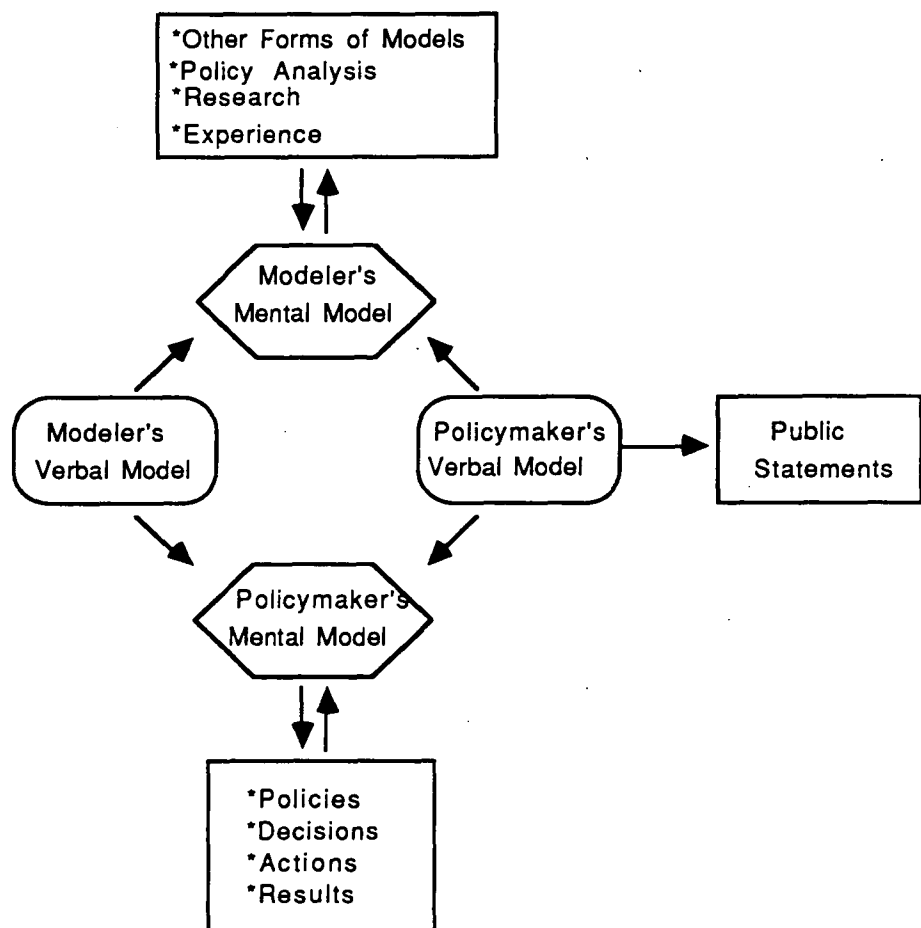 *Other Forms of Models
*Policy Analysis
*Research
*Experience
Modeler's
Mental Model
Modeler's
Verbal Model
Policymaker's
Verbal Model
Public
Statements
Policymaker's
Mental Model
*Policies
*Decisions
*Actions
*Results